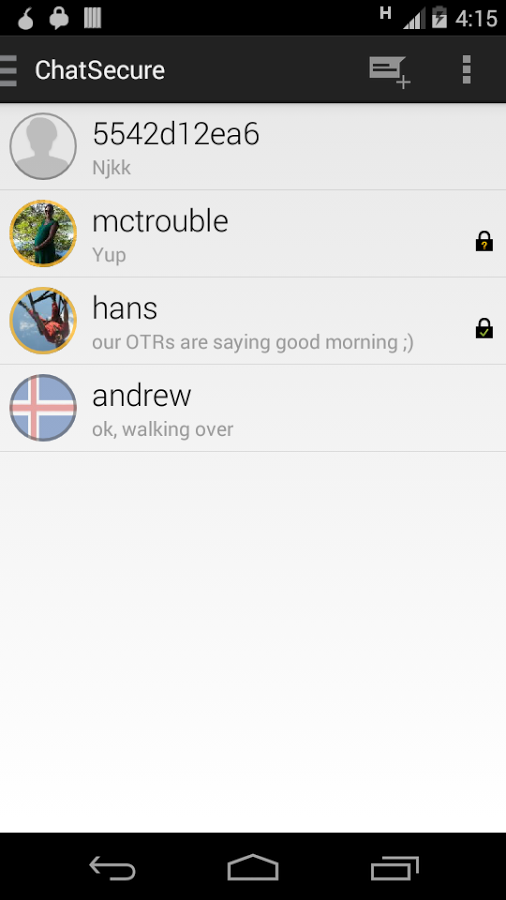 H 4:15
ChatSecure
5542d12ea6
Njkk
mctrouble
Yup
?
hans
our OTRs are saying good morning ;)
andrew
ok, walking over